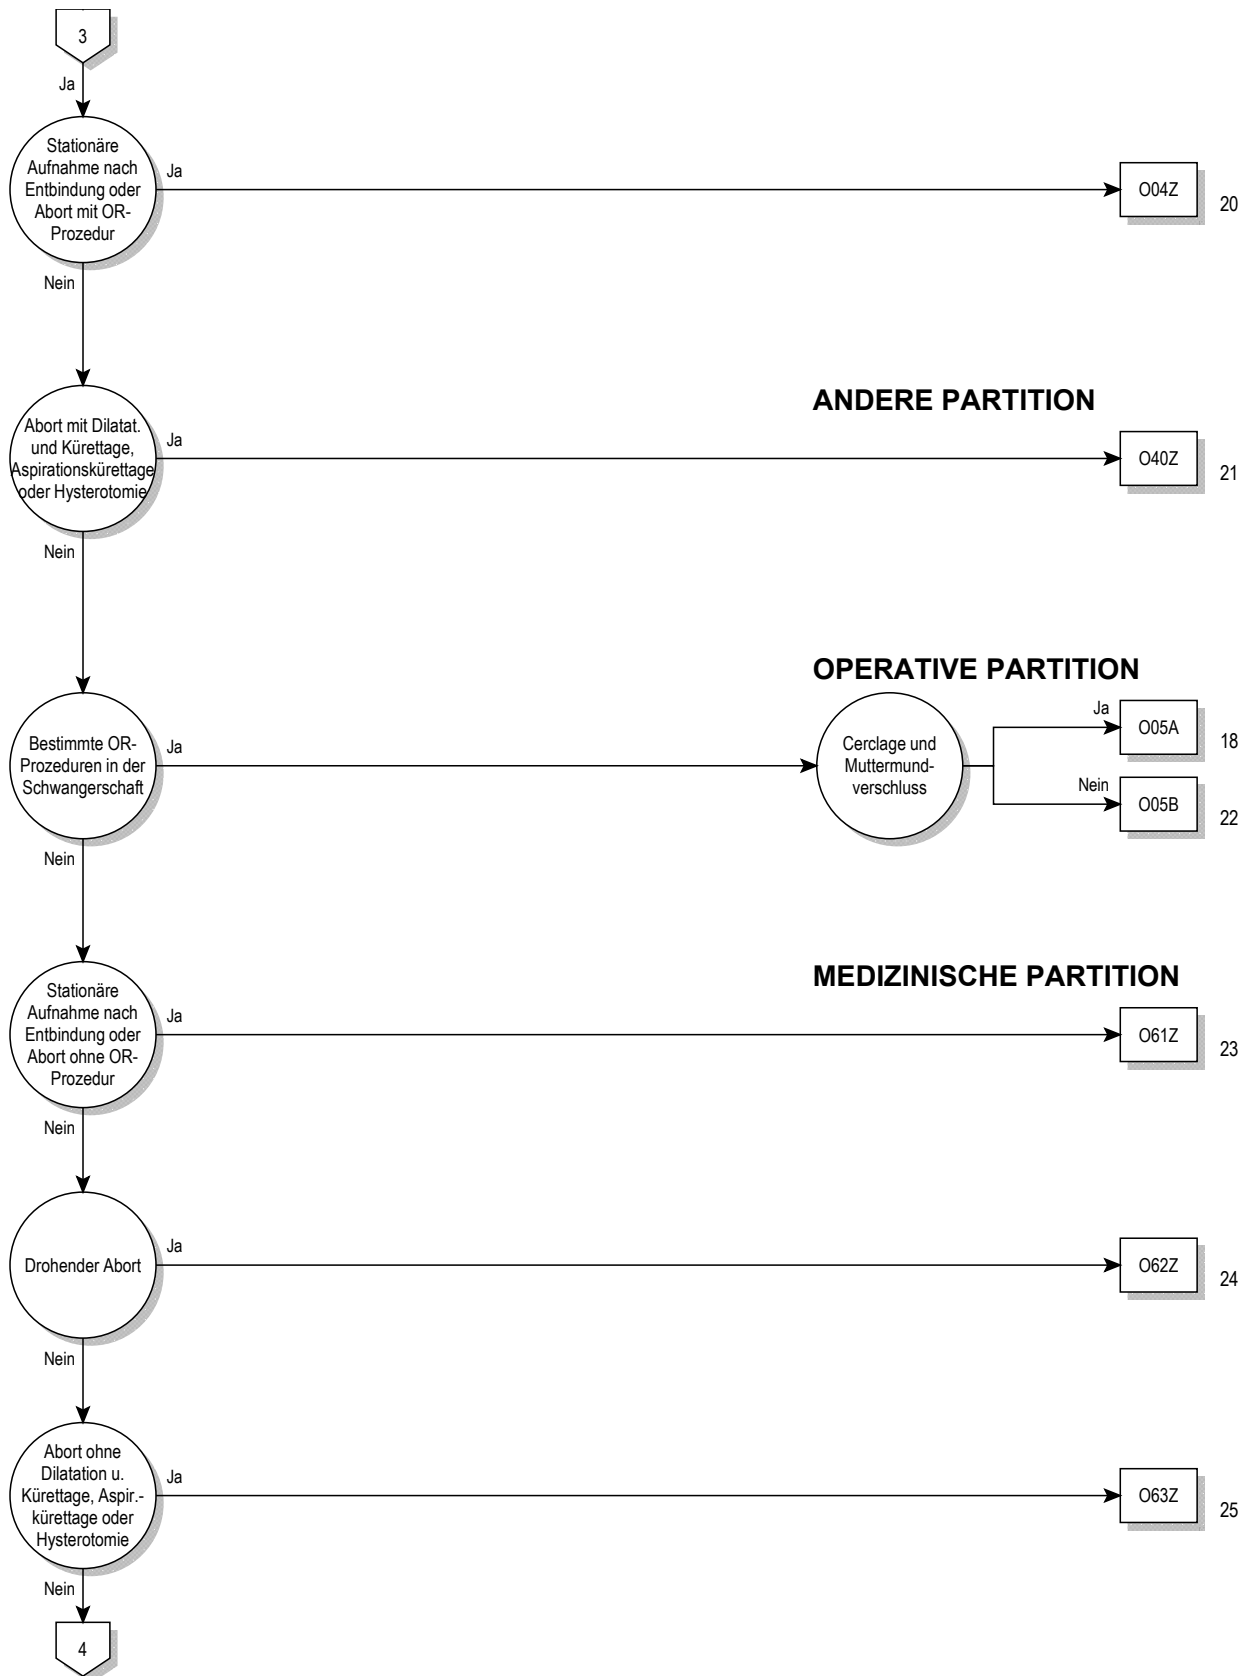 3
Ja
Stationäre
Aufnahme nach
Entbindung oder
Abort mit OR-
Prozedur
Ja
O04Z
20
Nein
ANDERE PARTITION
Abort mit Dilatat.
und Kürettage,
Aspirationskürettage
oder Hysterotomie
Ja
O40Z
21
Nein
OPERATIVE PARTITION
Bestimmte OR-
Prozeduren in der
Schwangerschaft
Ja
Cerclage und
Muttermund-
verschluss
Ja
O05A
18
Nein
O05B
22
Nein
MEDIZINISCHE PARTITION
Stationäre
Aufnahme nach
Entbindung oder
Abort ohne OR-
Prozedur
Ja
O61Z
23
Nein
Drohender Abort
Ja
O62Z
24
Nein
Abort ohne
Dilatation u.
Kürettage, Aspir.-
kürettage oder
Hysterotomie
Ja
O63Z
25
Nein
4